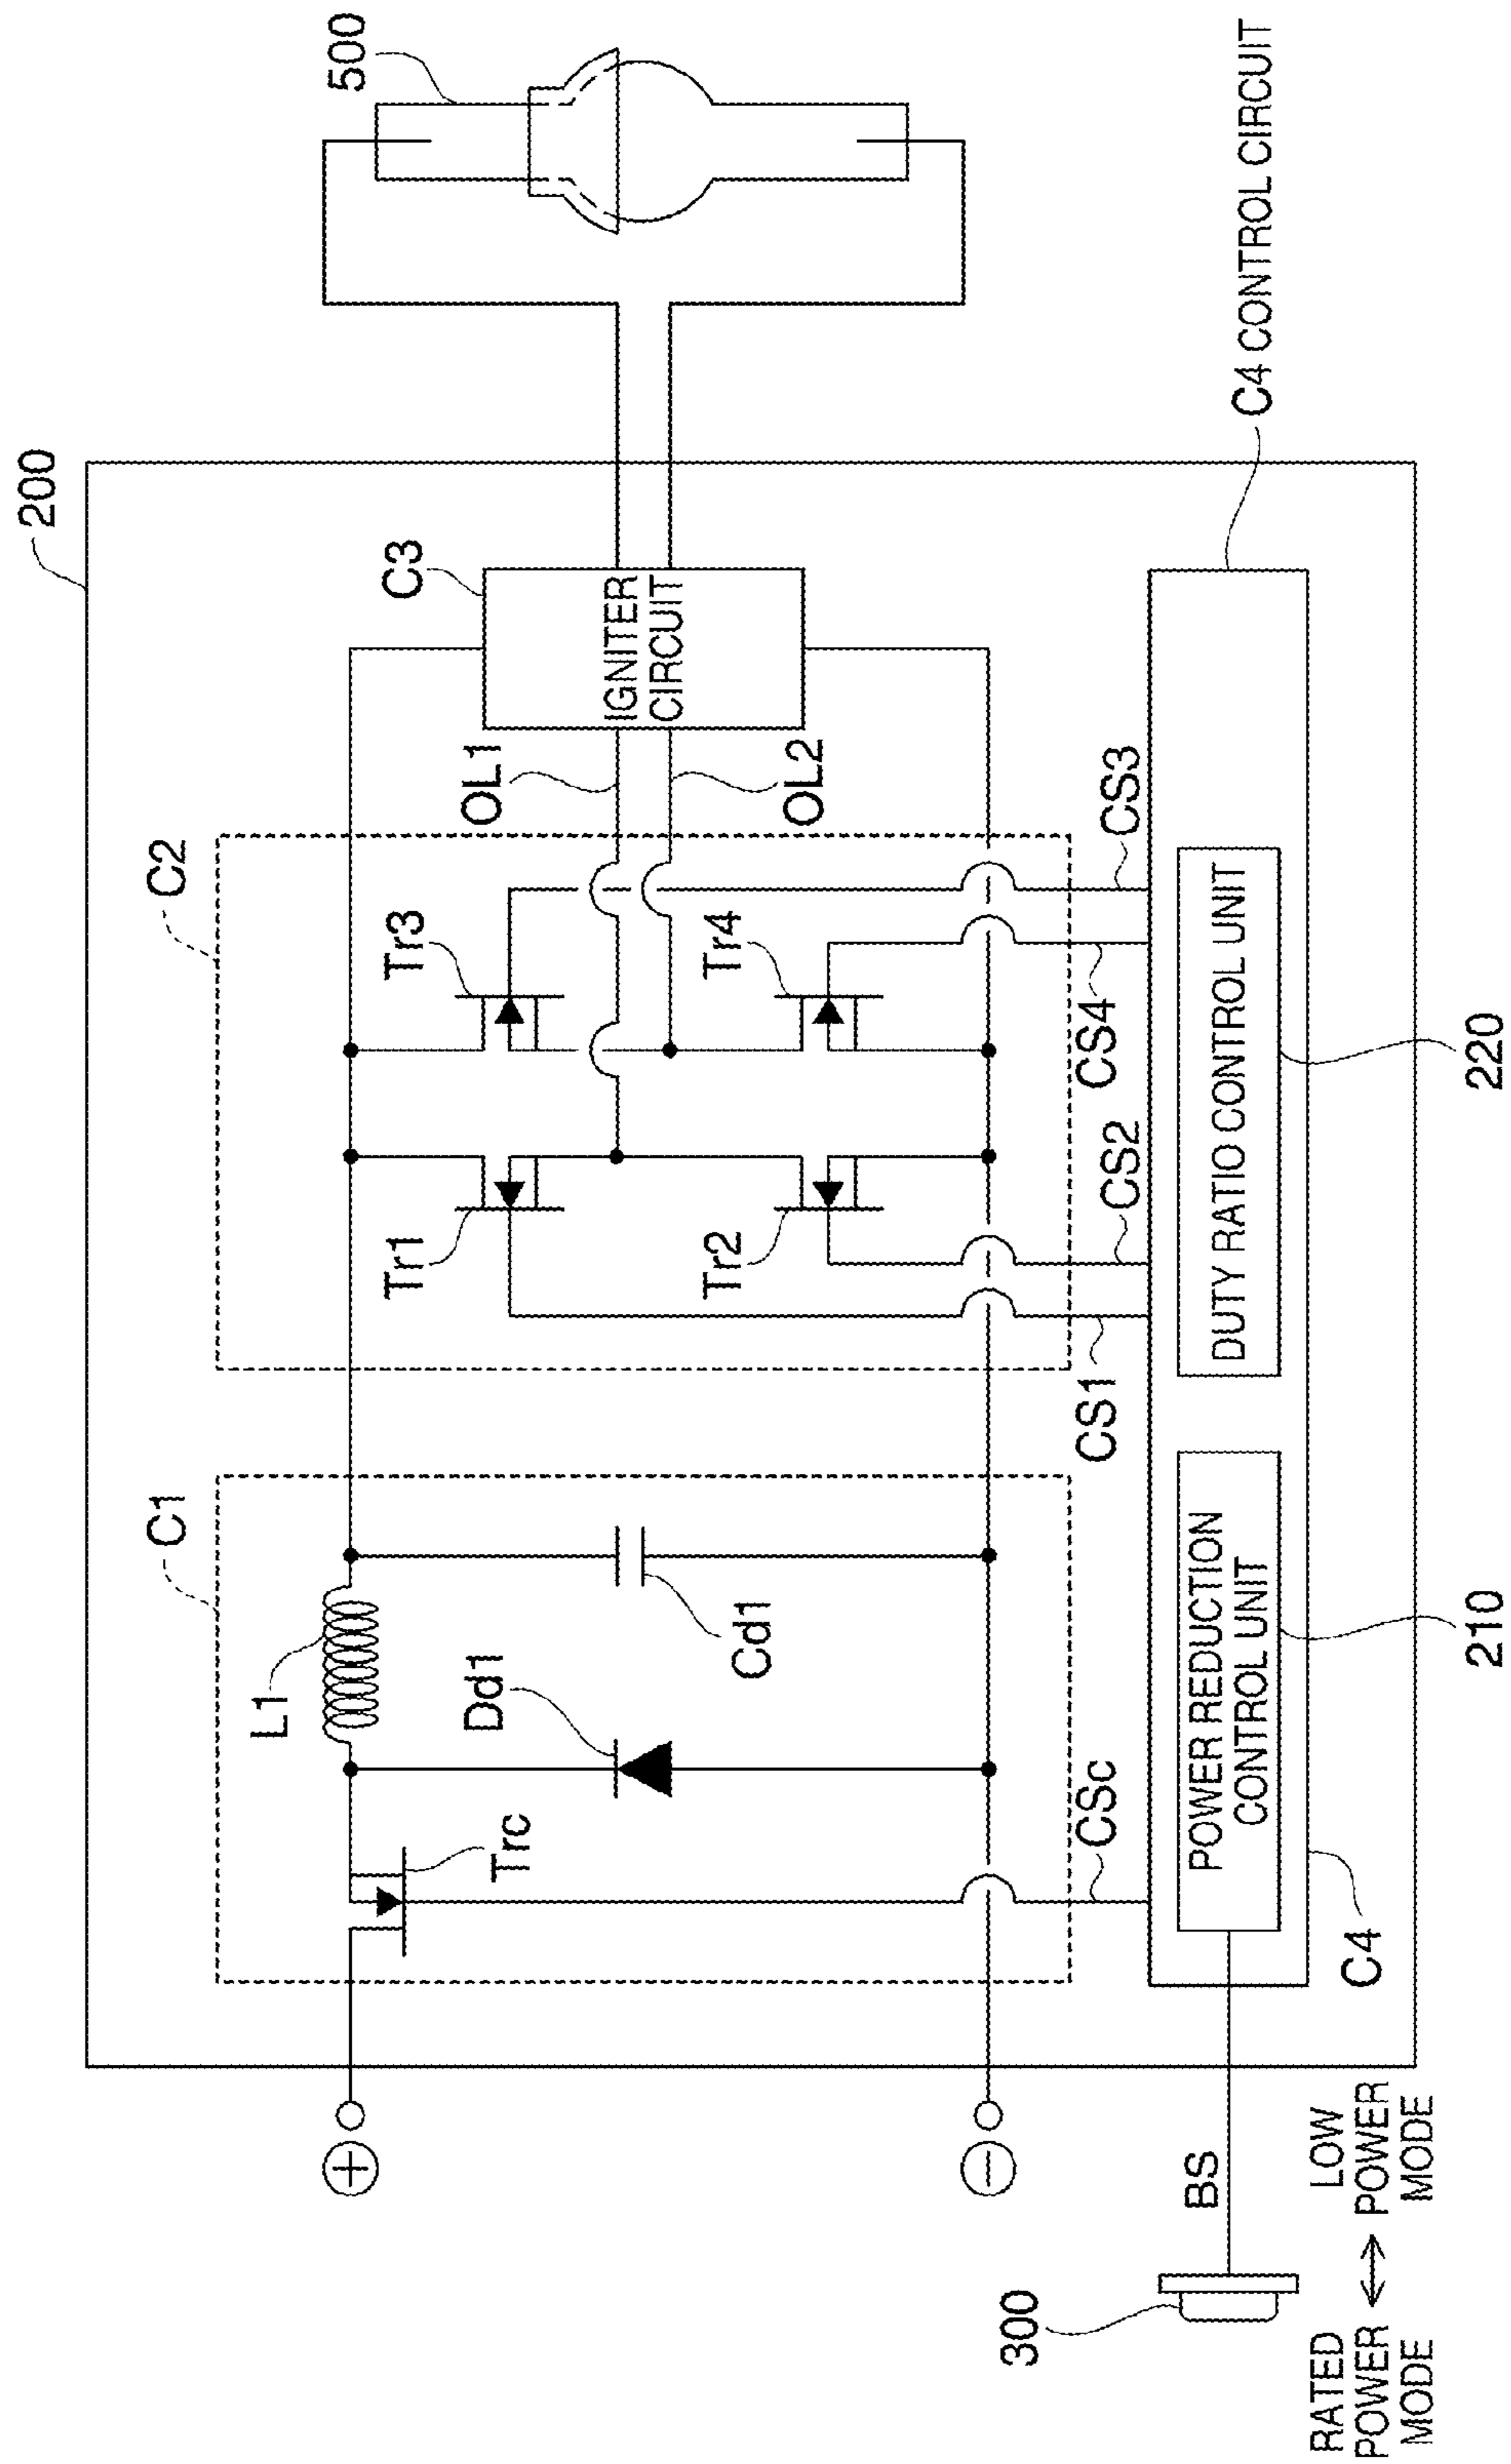 200
500
C1
C2
C3
L1
Trc
Dd1
Cd1
Tr1
Tr3
Tr2
Tr4
OL1
OL2
IGNITER
CIRCUIT
+
−
CSc
CS1
CS2
CS4
CS3
300
BS
POWER REDUCTION
CONTROL UNIT
DUTY RATIO CONTROL UNIT
C4 CONTROL CIRCUIT
C4
210
220
RATED
POWER
MODE
↔
LOW
POWER
MODE